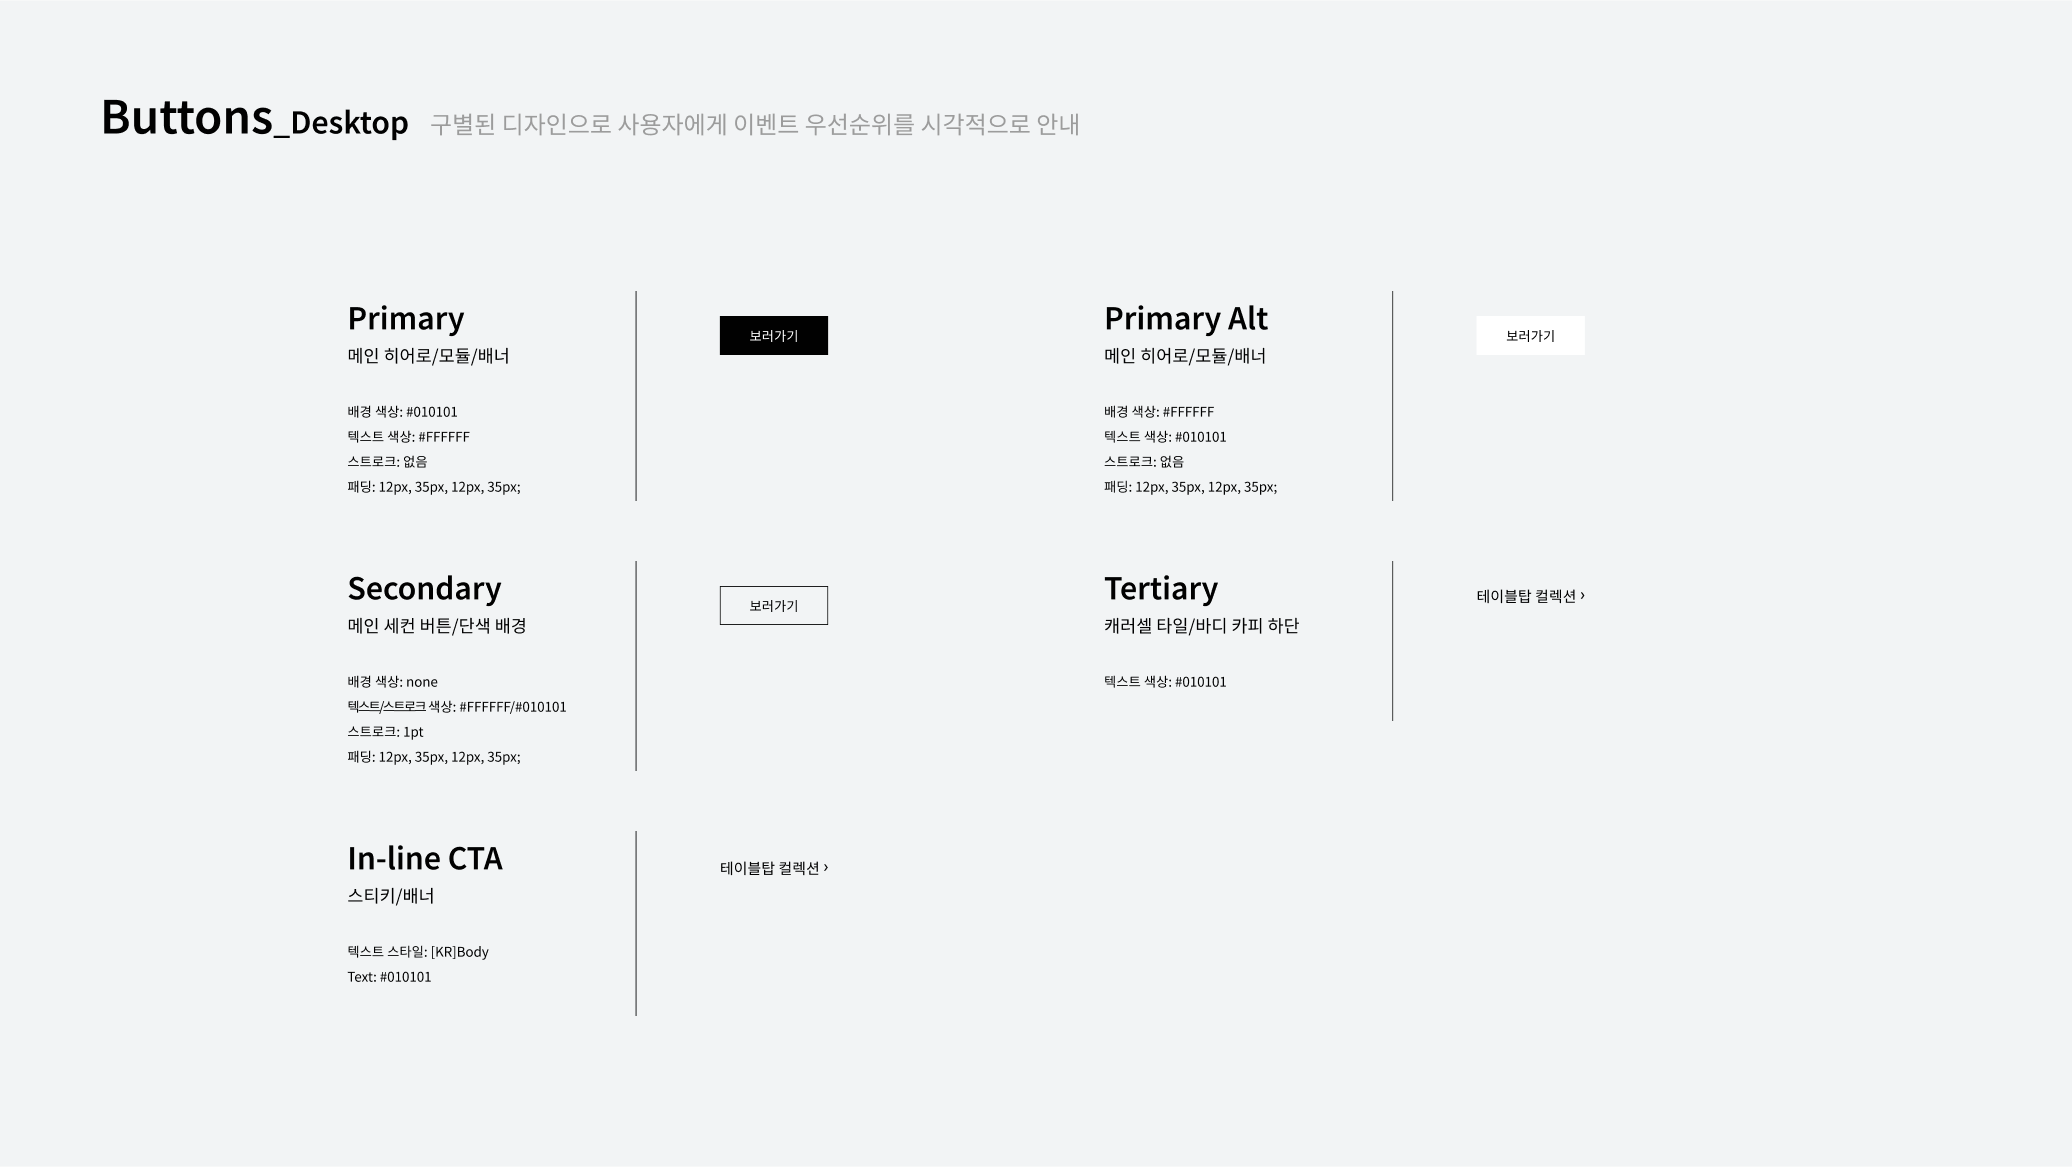 Buttons_Desktop 구별된 디자인으로 사용자에게 이벤트 우선순위를 시각적으로 안내
Primary
메인 히어로/모듈/배너
배경 색상: #010101
텍스트 색상: #FFFFFF
스트로크: 없음
패딩: 12px, 35px, 12px, 35px;
보러가기
Primary Alt
메인 히어로/모듈/배너
배경 색상: #FFFFFF
텍스트 색상: #010101
스트로크: 없음
패딩: 12px, 35px, 12px, 35px;
보러가기
Secondary
메인 세컨 버튼/단색 배경
배경 색상: none
텍스트/스트로크 색상: #FFFFFF/#010101
스트로크: 1pt
패딩: 12px, 35px, 12px, 35px;
보러가기
Tertiary
캐러셀 타일/바디 카피 하단
텍스트 색상: #010101
테이블탑 컬렉션 ›
In-line CTA
스티키/배너
텍스트 스타일: [KR]Body
Text: #010101
테이블탑 컬렉션 ›